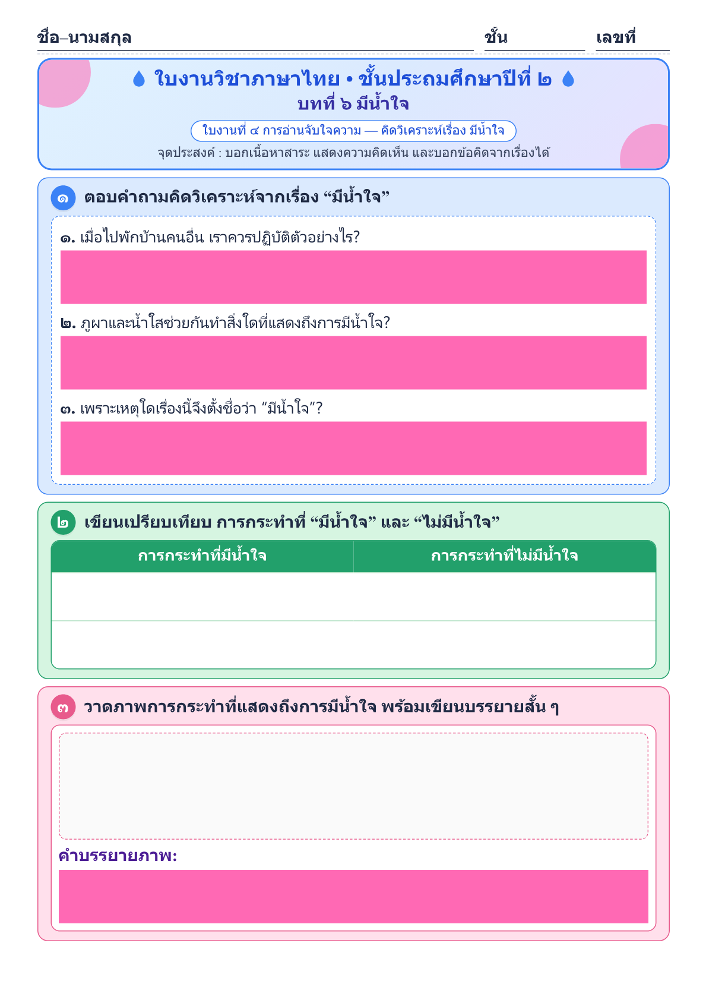 ชื่อ–นามสกุล ชั้น เลขที่
ใบงานวิชาภาษาไทย • ชั้นประถมศึกษาปีที่ ๒
บทที่ ๖ มีน้ำใจ
ใบงานที่ ๔ การอ่านจับใจความ — คิดวิเคราะห์เรื่อง มีน้ำใจ
จุดประสงค์ : บอกเนื้อหาสาระ แสดงความคิดเห็น และบอกข้อคิดจากเรื่องได้
๑ ตอบคำถามคิดวิเคราะห์จากเรื่อง “มีน้ำใจ”
๑. เมื่อไปพักบ้านคนอื่น เราควรปฏิบัติตัวอย่างไร?
๒. ภูผาและน้ำใสช่วยกันทำสิ่งใดที่แสดงถึงการมีน้ำใจ?
๓. เพราะเหตุใดเรื่องนี้จึงตั้งชื่อว่า “มีน้ำใจ”?
๒ เขียนเปรียบเทียบ การกระทำที่ “มีน้ำใจ” และ “ไม่มีน้ำใจ”
การกระทำที่มีน้ำใจ การกระทำที่ไม่มีน้ำใจ
๓ วาดภาพการกระทำที่แสดงถึงการมีน้ำใจ พร้อมเขียนบรรยายสั้น ๆ
คำบรรยายภาพ: